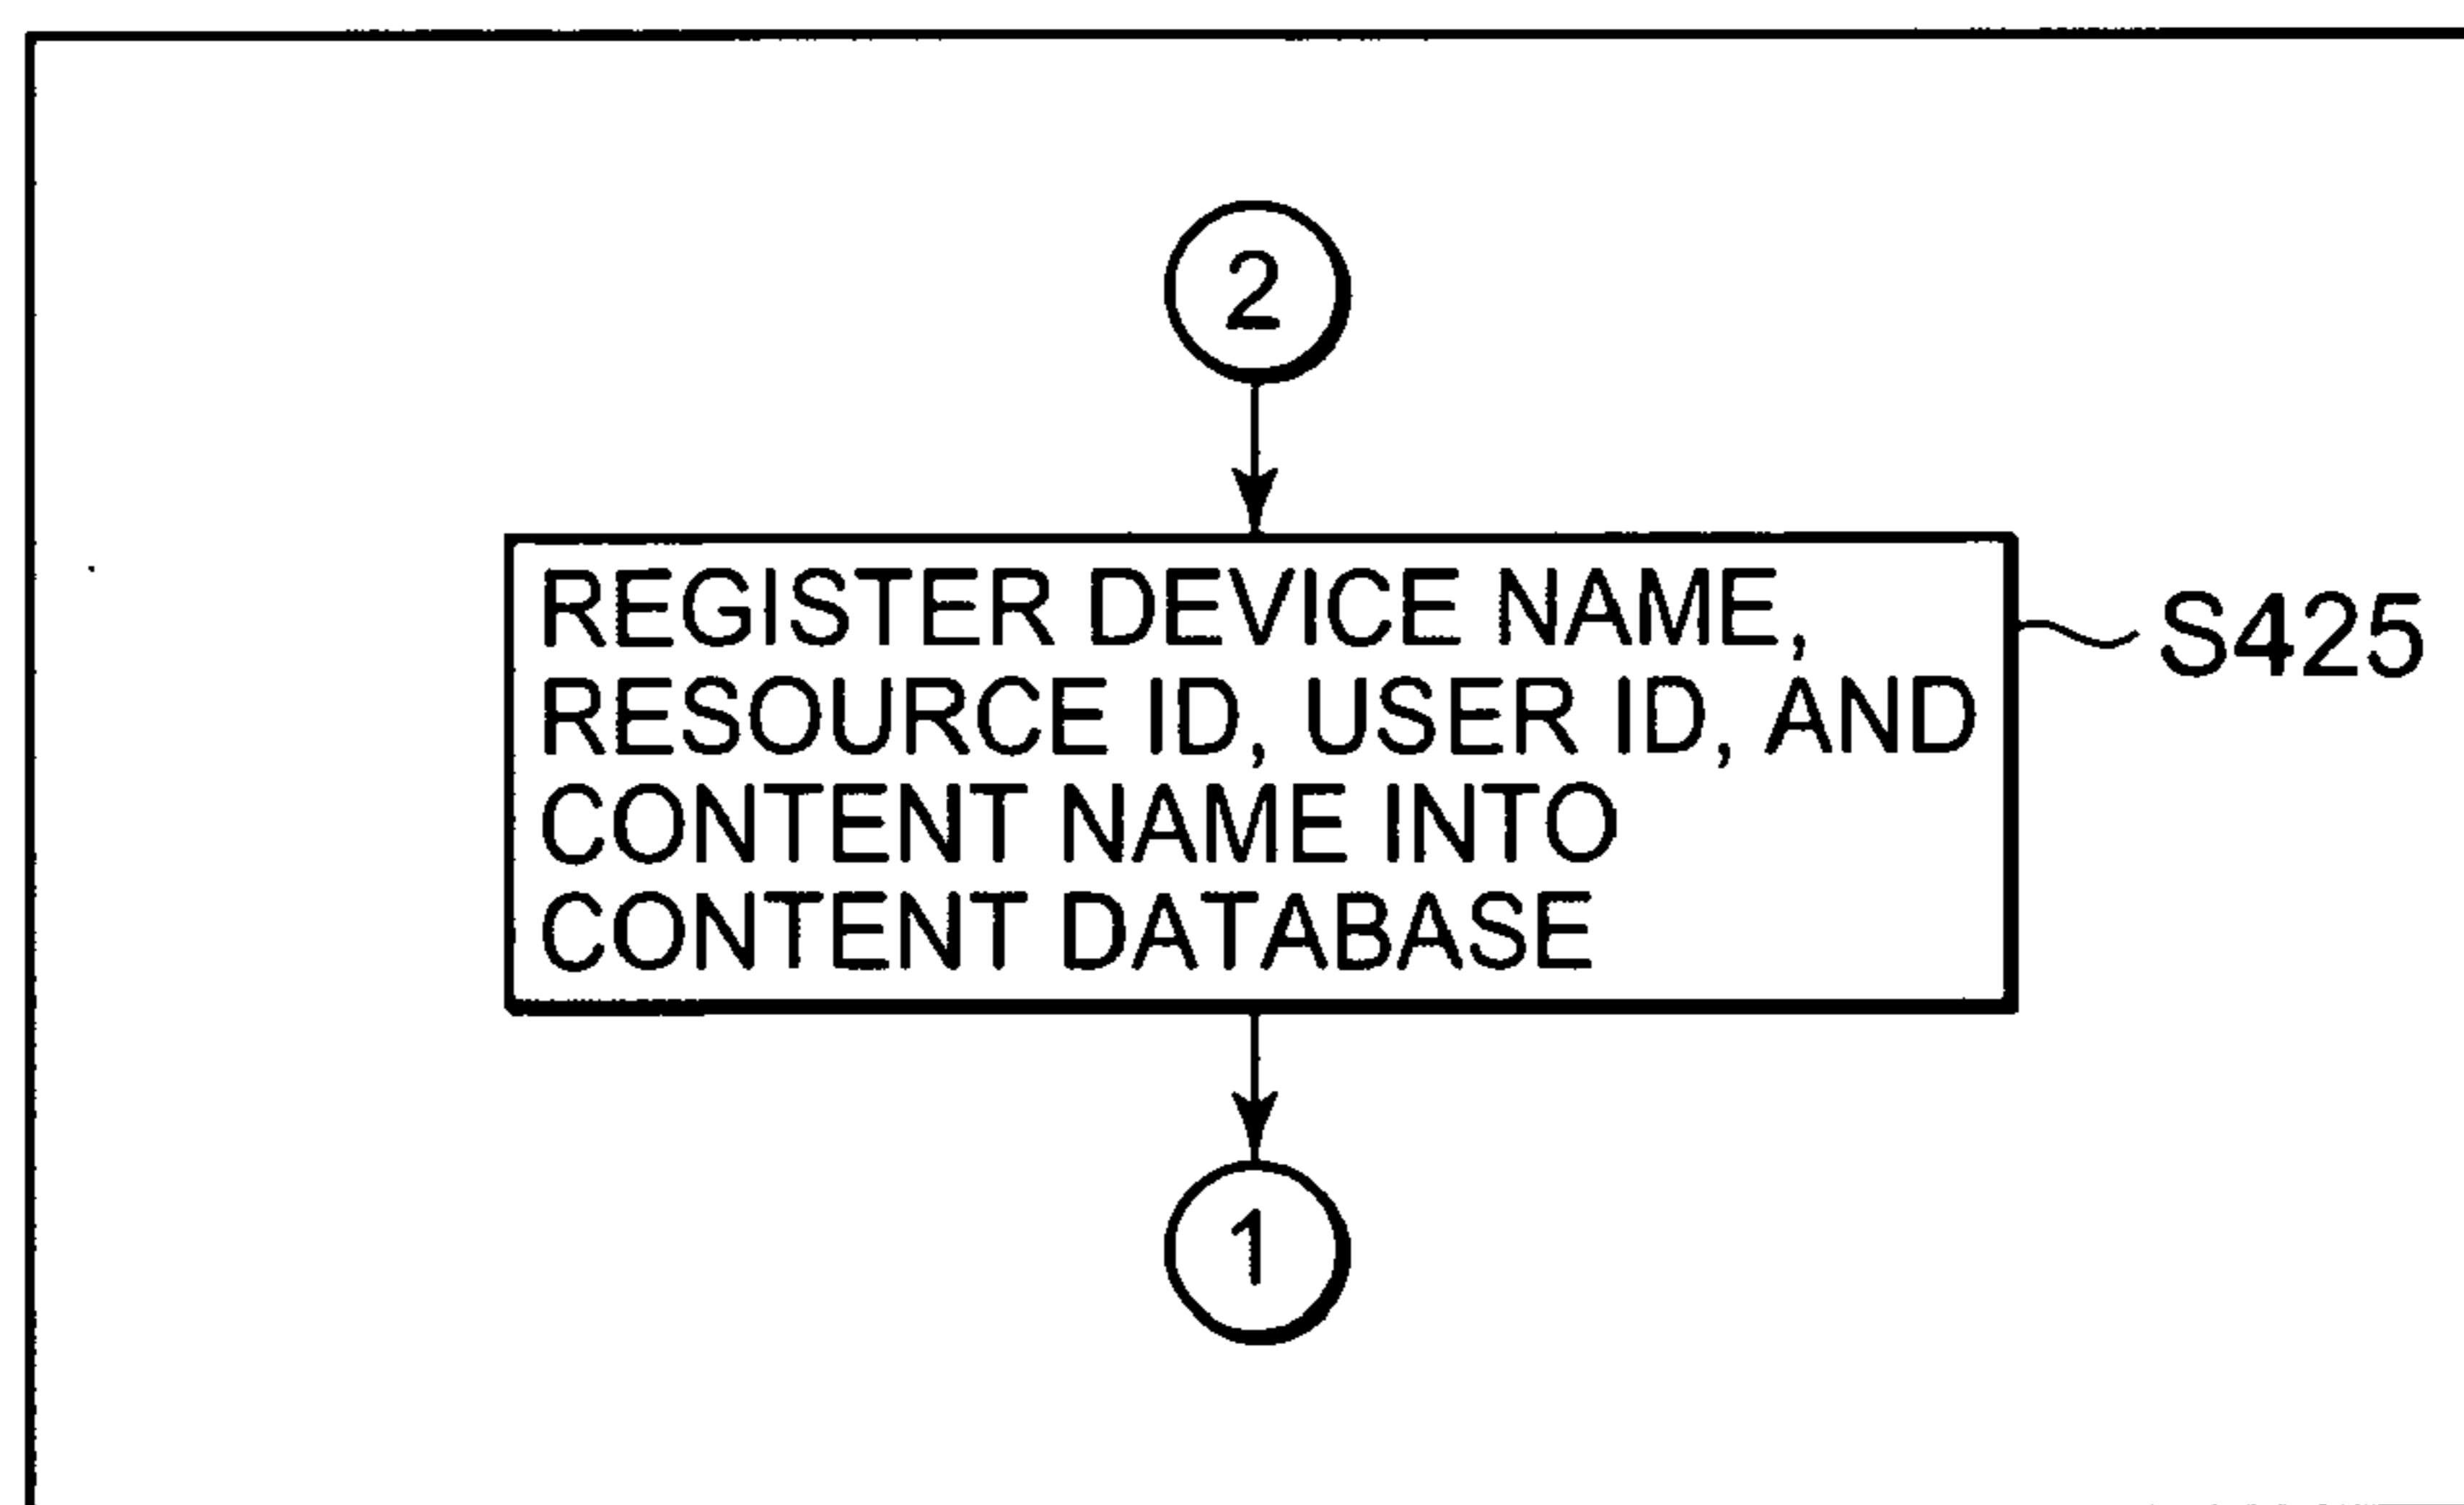 2
REGISTER DEVICE NAME,
RESOURCE ID, USER ID, AND
CONTENT NAME INTO
CONTENT DATABASE
S425
1